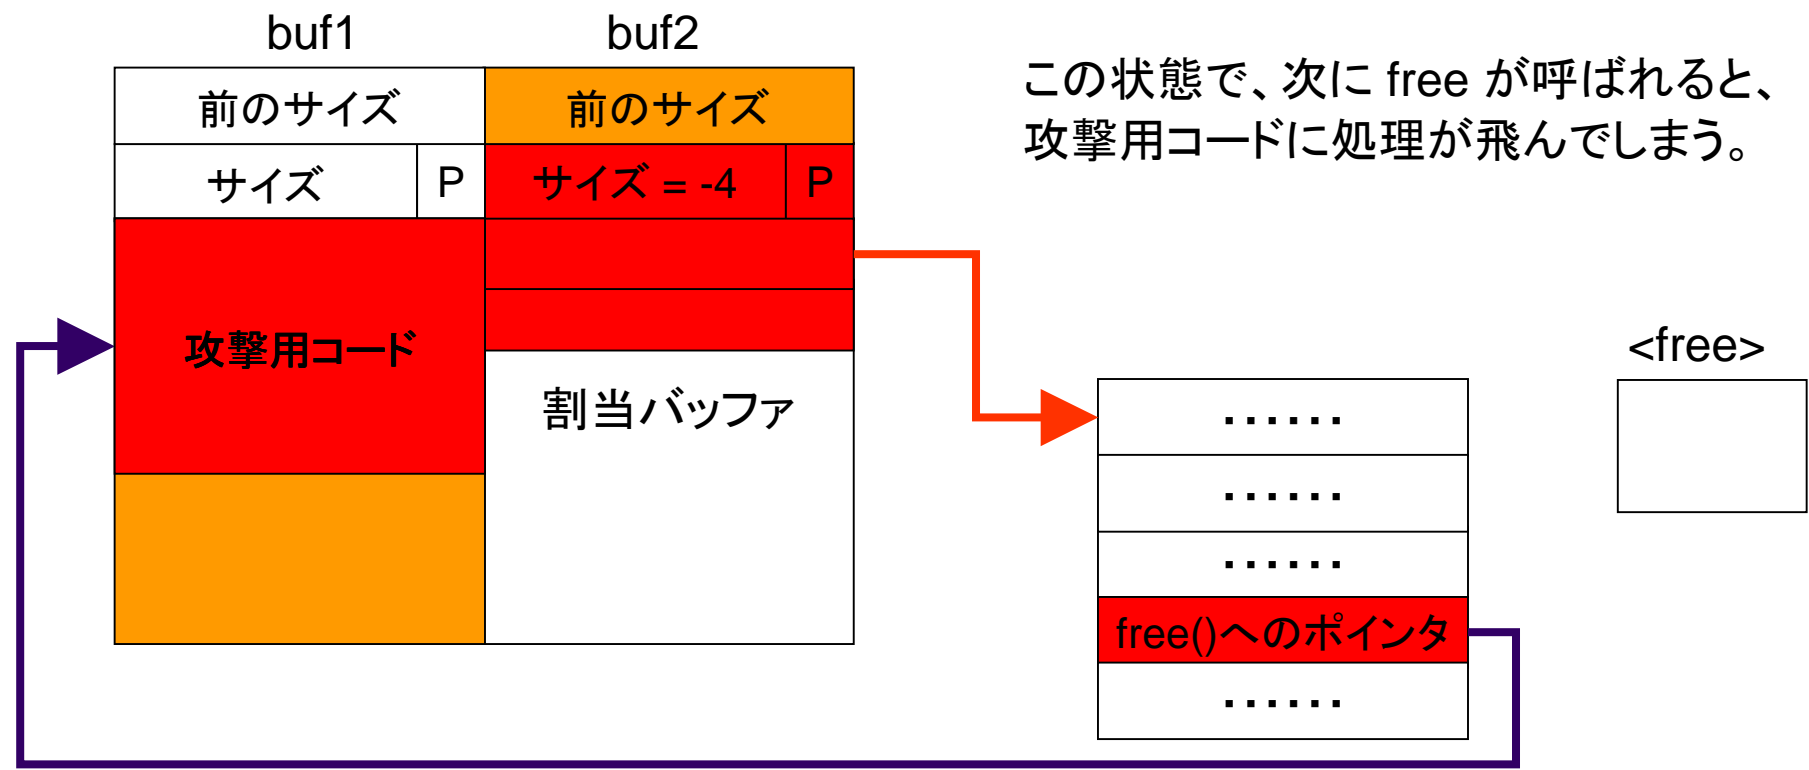 buf1
buf2
この状態で、次に free が呼ばれると、
攻撃用コードに処理が飛んでしまう。
前のサイズ
前のサイズ
サイズ
P
サイズ = -4
P
攻撃用コード
割当バッファ
<free>
・・・・・・
・・・・・・
・・・・・・
free()へのポインタ
・・・・・・